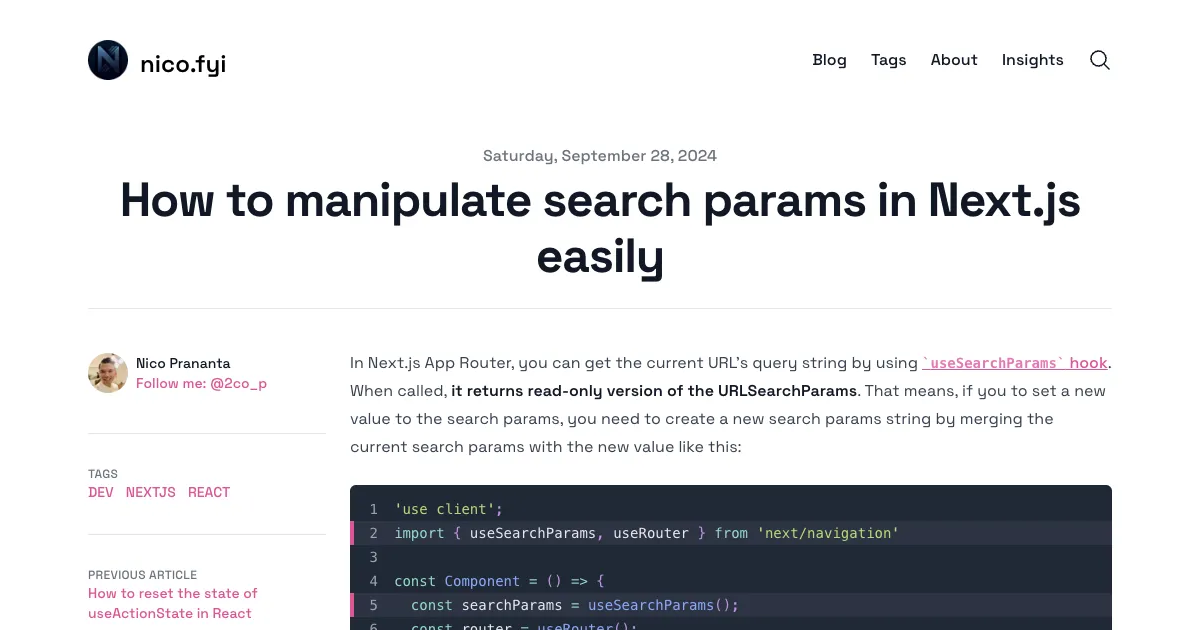 nico.fyi
Blog Tags About Insights
Saturday, September 28, 2024
How to manipulate search params in Next.js
easily
Nico Prananta
Follow me: @2co_p
TAGS
DEV NEXTJS REACT
PREVIOUS ARTICLE
How to reset the state of
useActionState in React
In Next.js App Router, you can get the current URL's query string by using `useSearchParams` hook.
When called, it returns read-only version of the URLSearchParams. That means, if you to set a new
value to the search params, you need to create a new search params string by merging the
current search params with the new value like this:
1 'use client';
2 import { useSearchParams, useRouter } from 'next/navigation'
3
4 const Component = () => {
5 const searchParams = useSearchParams();
6 const router = useRouter();